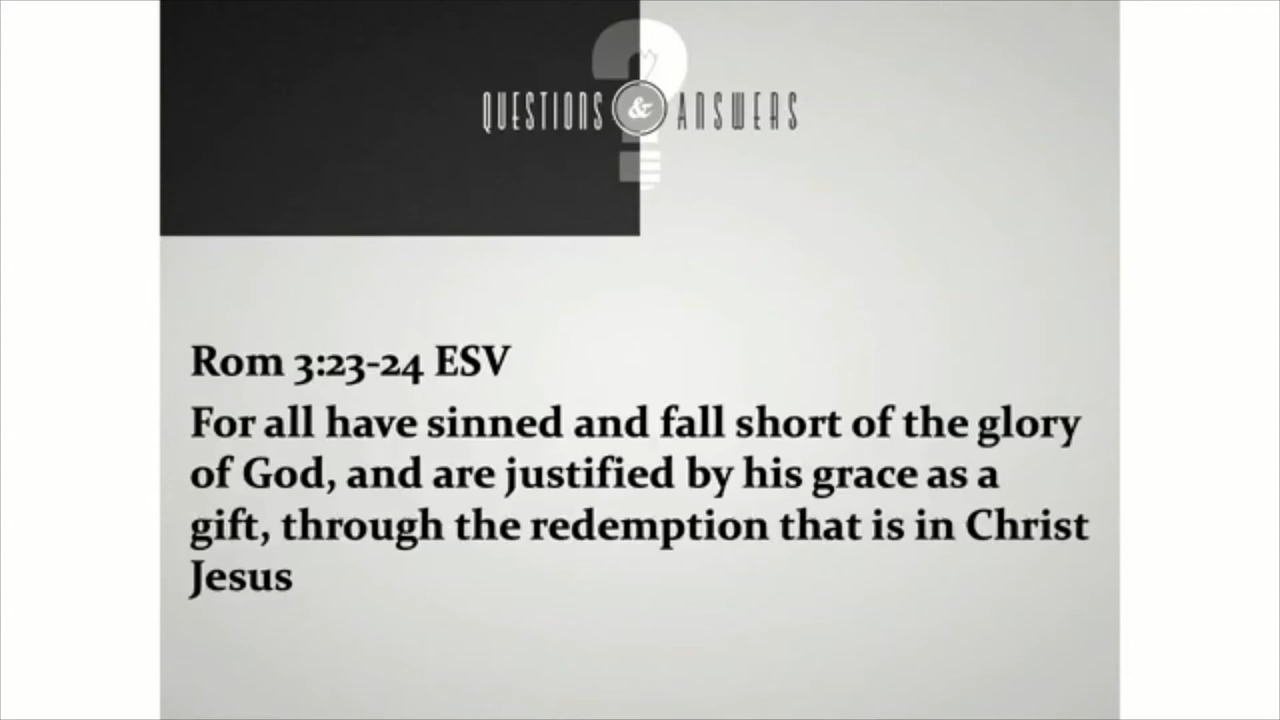 QUESTIONS & ANSWERS
Rom 3:23-24 ESV
For all have sinned and fall short of the glory
of God, and are justified by his grace as a
gift, through the redemption that is in Christ
Jesus